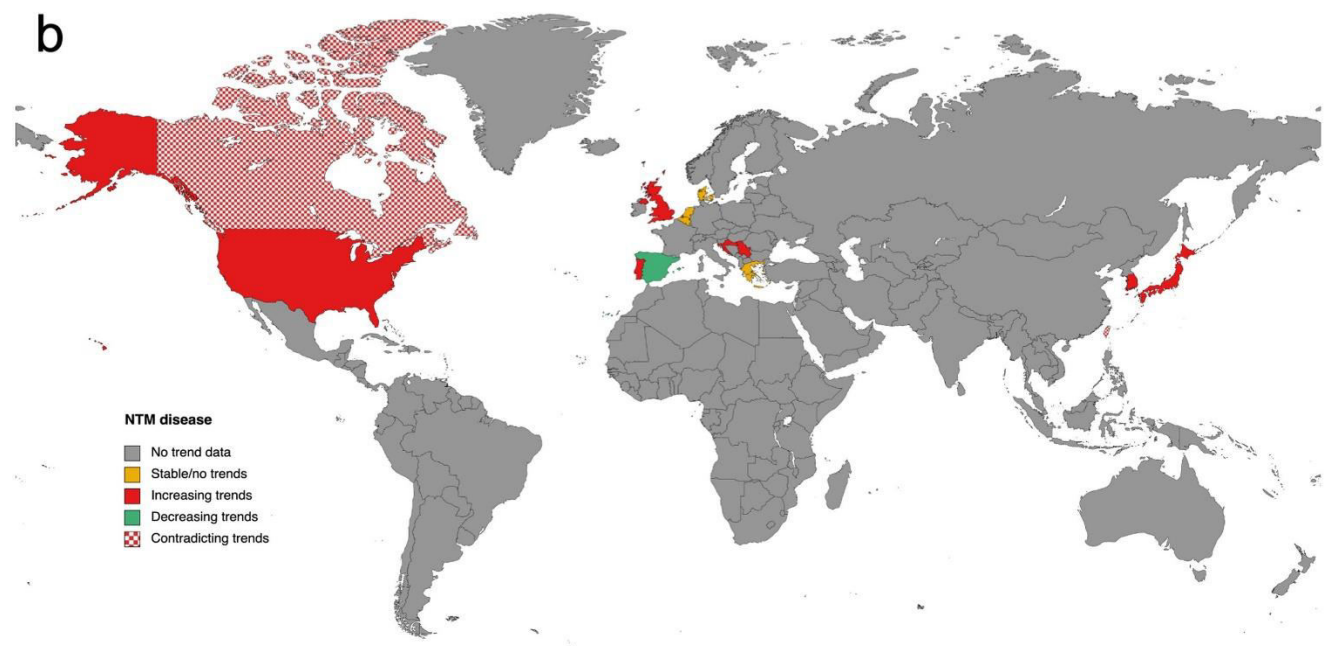 b
NTM disease
No trend data
Stable/no trends
Increasing trends
Decreasing trends
Contradicting trends